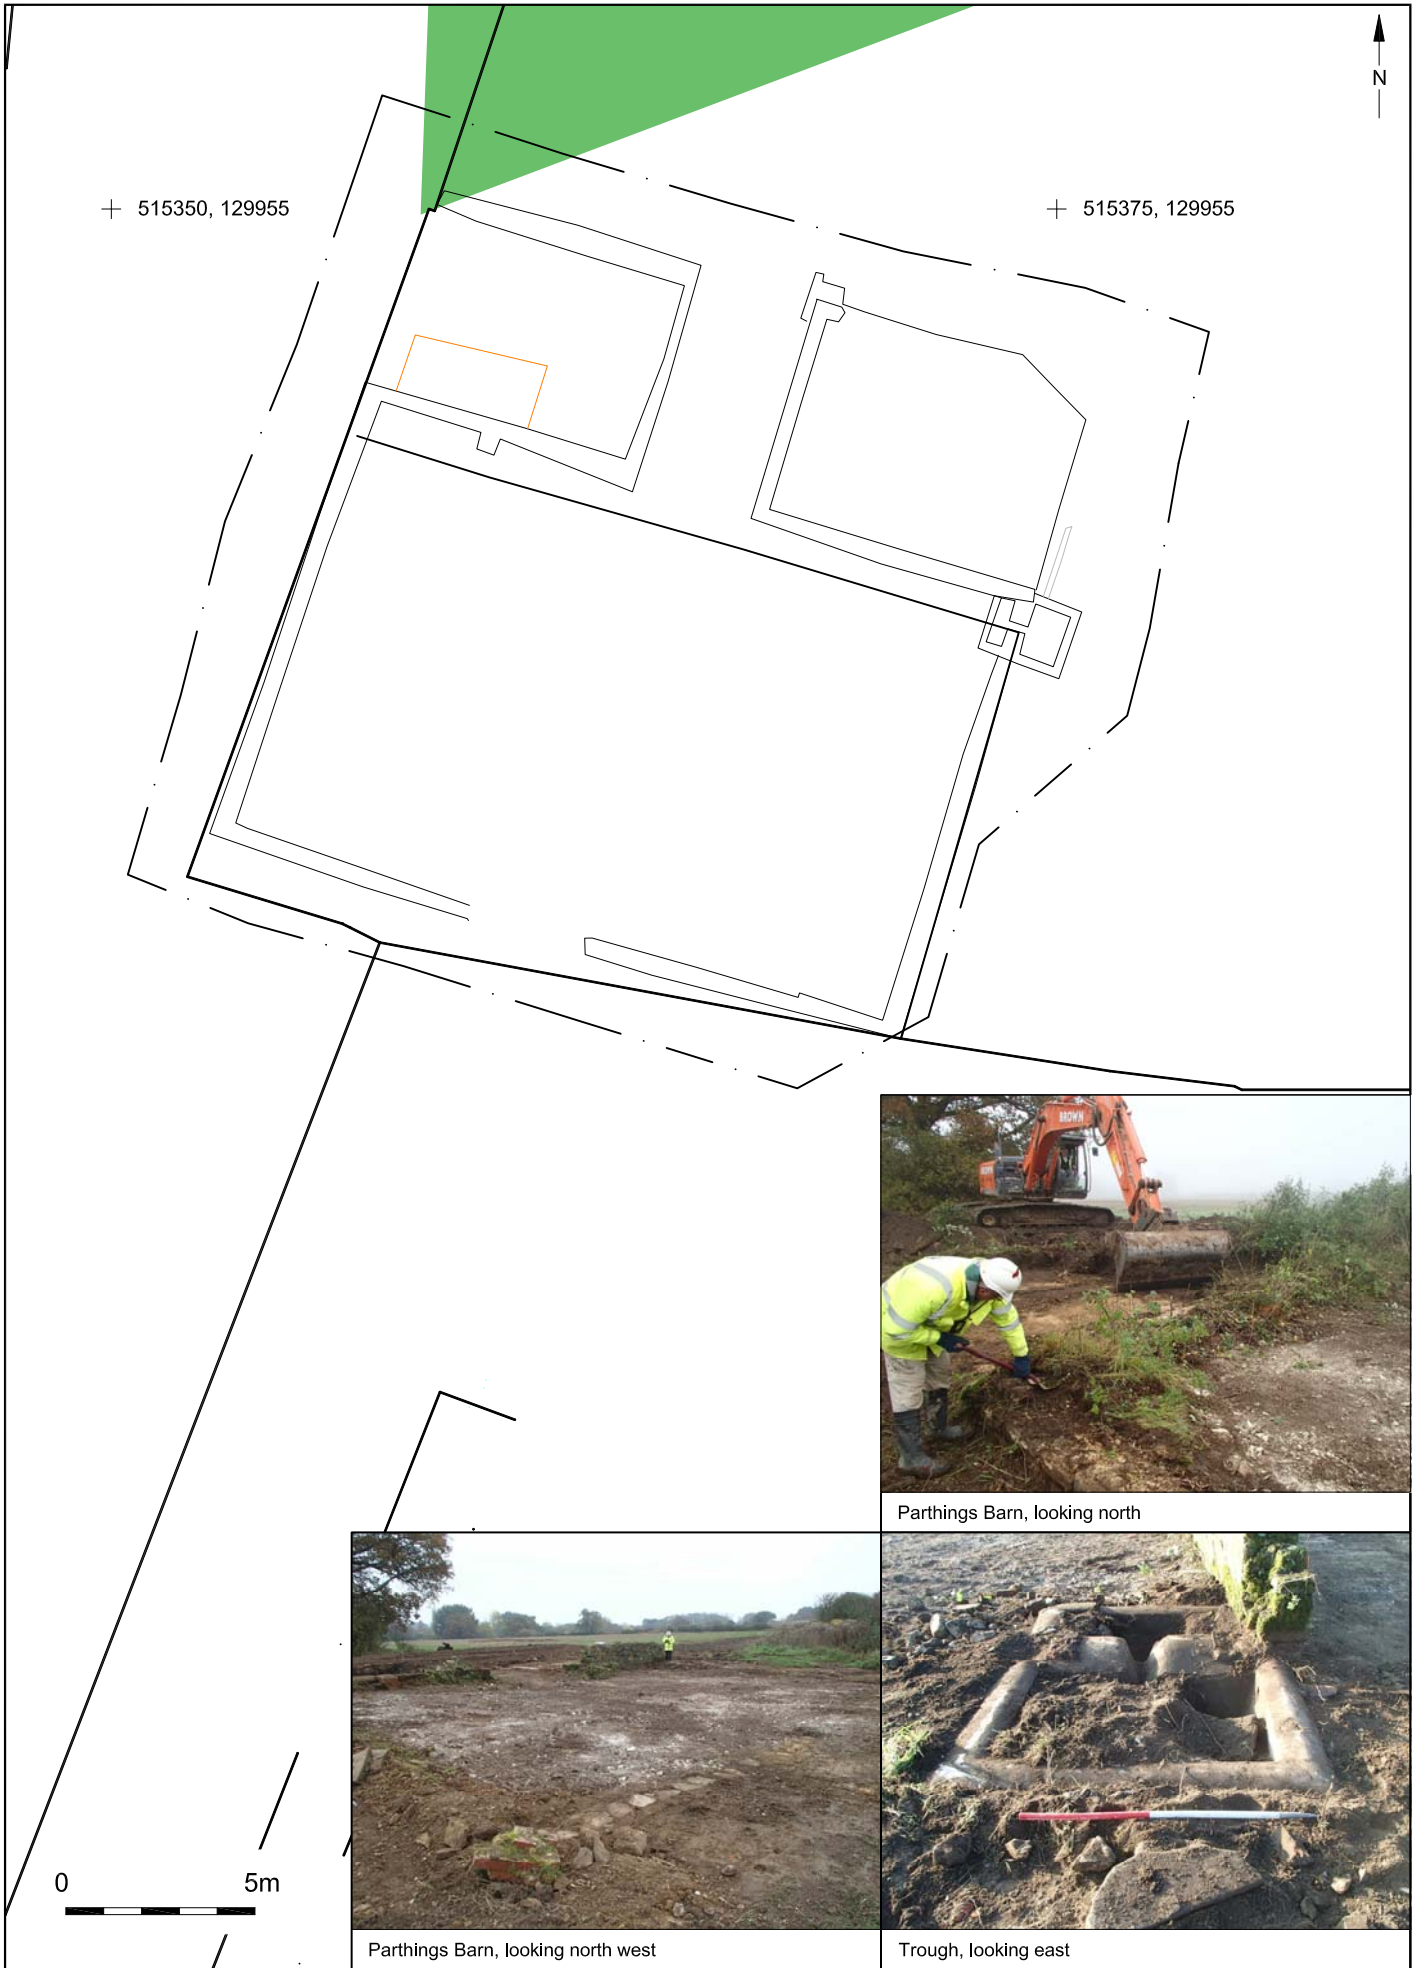 N
515350, 129955
515375, 129955
BROWN
Parthings Barn, looking north
0 5m
Parthings Barn, looking north west
Trough, looking east